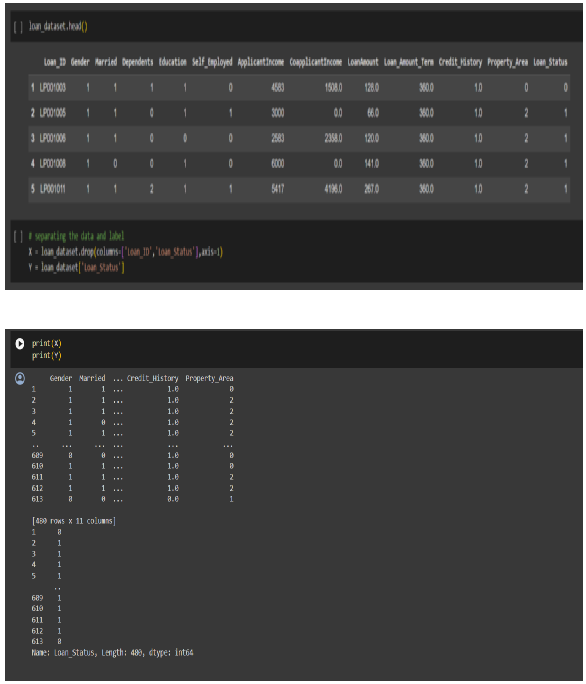 [ ] loan_dataset.head()
Loan_ID Gender Married Dependents Education Self_Employed ApplicantIncome CoapplicantIncome LoanAmount Loan_Amount_Term Credit_History Property_Area Loan_Status
1 LP001003 1 1 1 1 0 4583 1508.0 128.0 360.0 1.0 0 0
2 LP001005 1 1 0 1 1 3000 0.0 66.0 360.0 1.0 2 1
3 LP001006 1 1 0 0 0 2583 2358.0 120.0 360.0 1.0 2 1
4 LP001008 1 0 0 1 0 6000 0.0 141.0 360.0 1.0 2 1
5 LP001011 1 1 2 1 1 5417 4196.0 267.0 360.0 1.0 2 1
[ ] # separating the data and label
X = loan_dataset.drop(columns=['Loan_ID','Loan_Status'],axis=1)
Y = loan_dataset['Loan_Status']
print(X)
print(Y)
Gender Married ... Credit_History Property_Area
1 1 1 ... 1.0 0
2 1 1 ... 1.0 2
3 1 1 ... 1.0 2
4 1 0 ... 1.0 2
5 1 1 ... 1.0 2
.. ... ... ... ... ...
609 0 0 ... 1.0 0
610 1 1 ... 1.0 0
611 1 1 ... 1.0 2
612 1 1 ... 1.0 2
613 0 0 ... 0.0 1
[480 rows x 11 columns]
1 0
2 1
3 1
4 1
5 1
..
609 1
610 1
611 1
612 1
613 0
Name: Loan_Status, Length: 480, dtype: int64